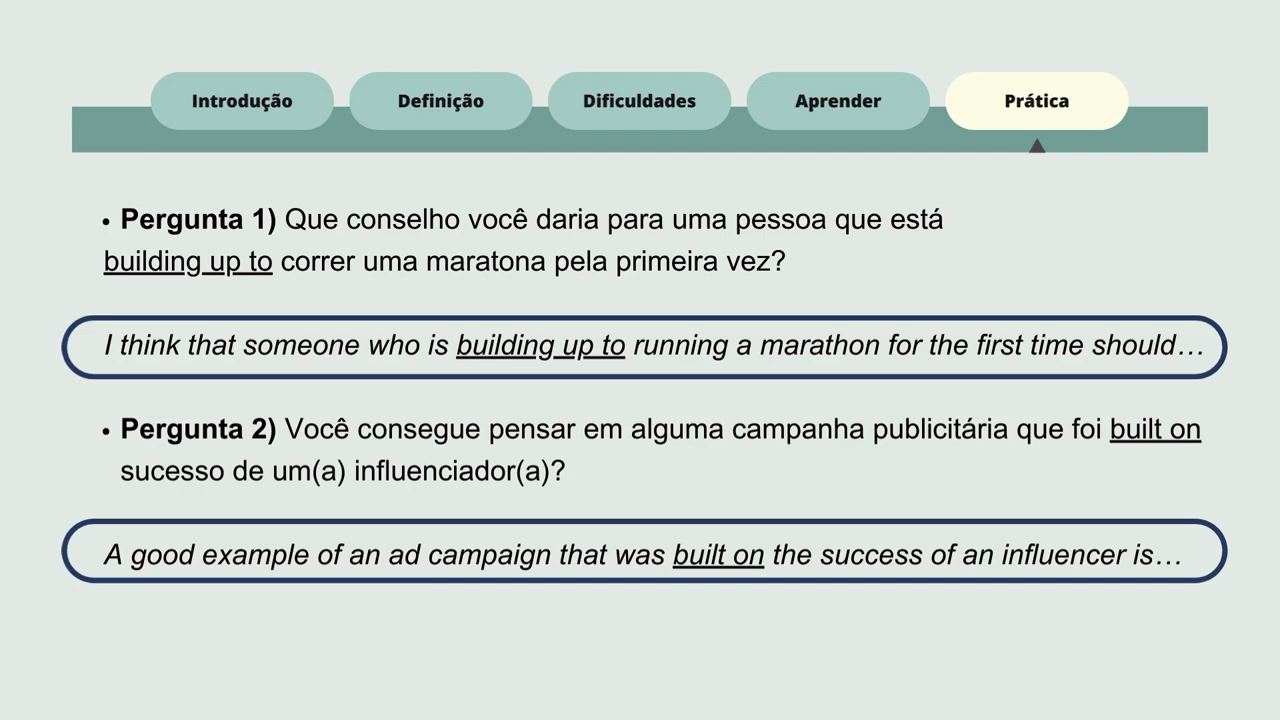 Introdução
Definição
Dificuldades
Aprender
Prática
• Pergunta 1) Que conselho você daria para uma pessoa que está
building up to correr uma maratona pela primeira vez?
I think that someone who is building up to running a marathon for the first time should…
• Pergunta 2) Você consegue pensar em alguma campanha publicitária que foi built on
sucesso de um(a) influenciador(a)?
A good example of an ad campaign that was built on the success of an influencer is…